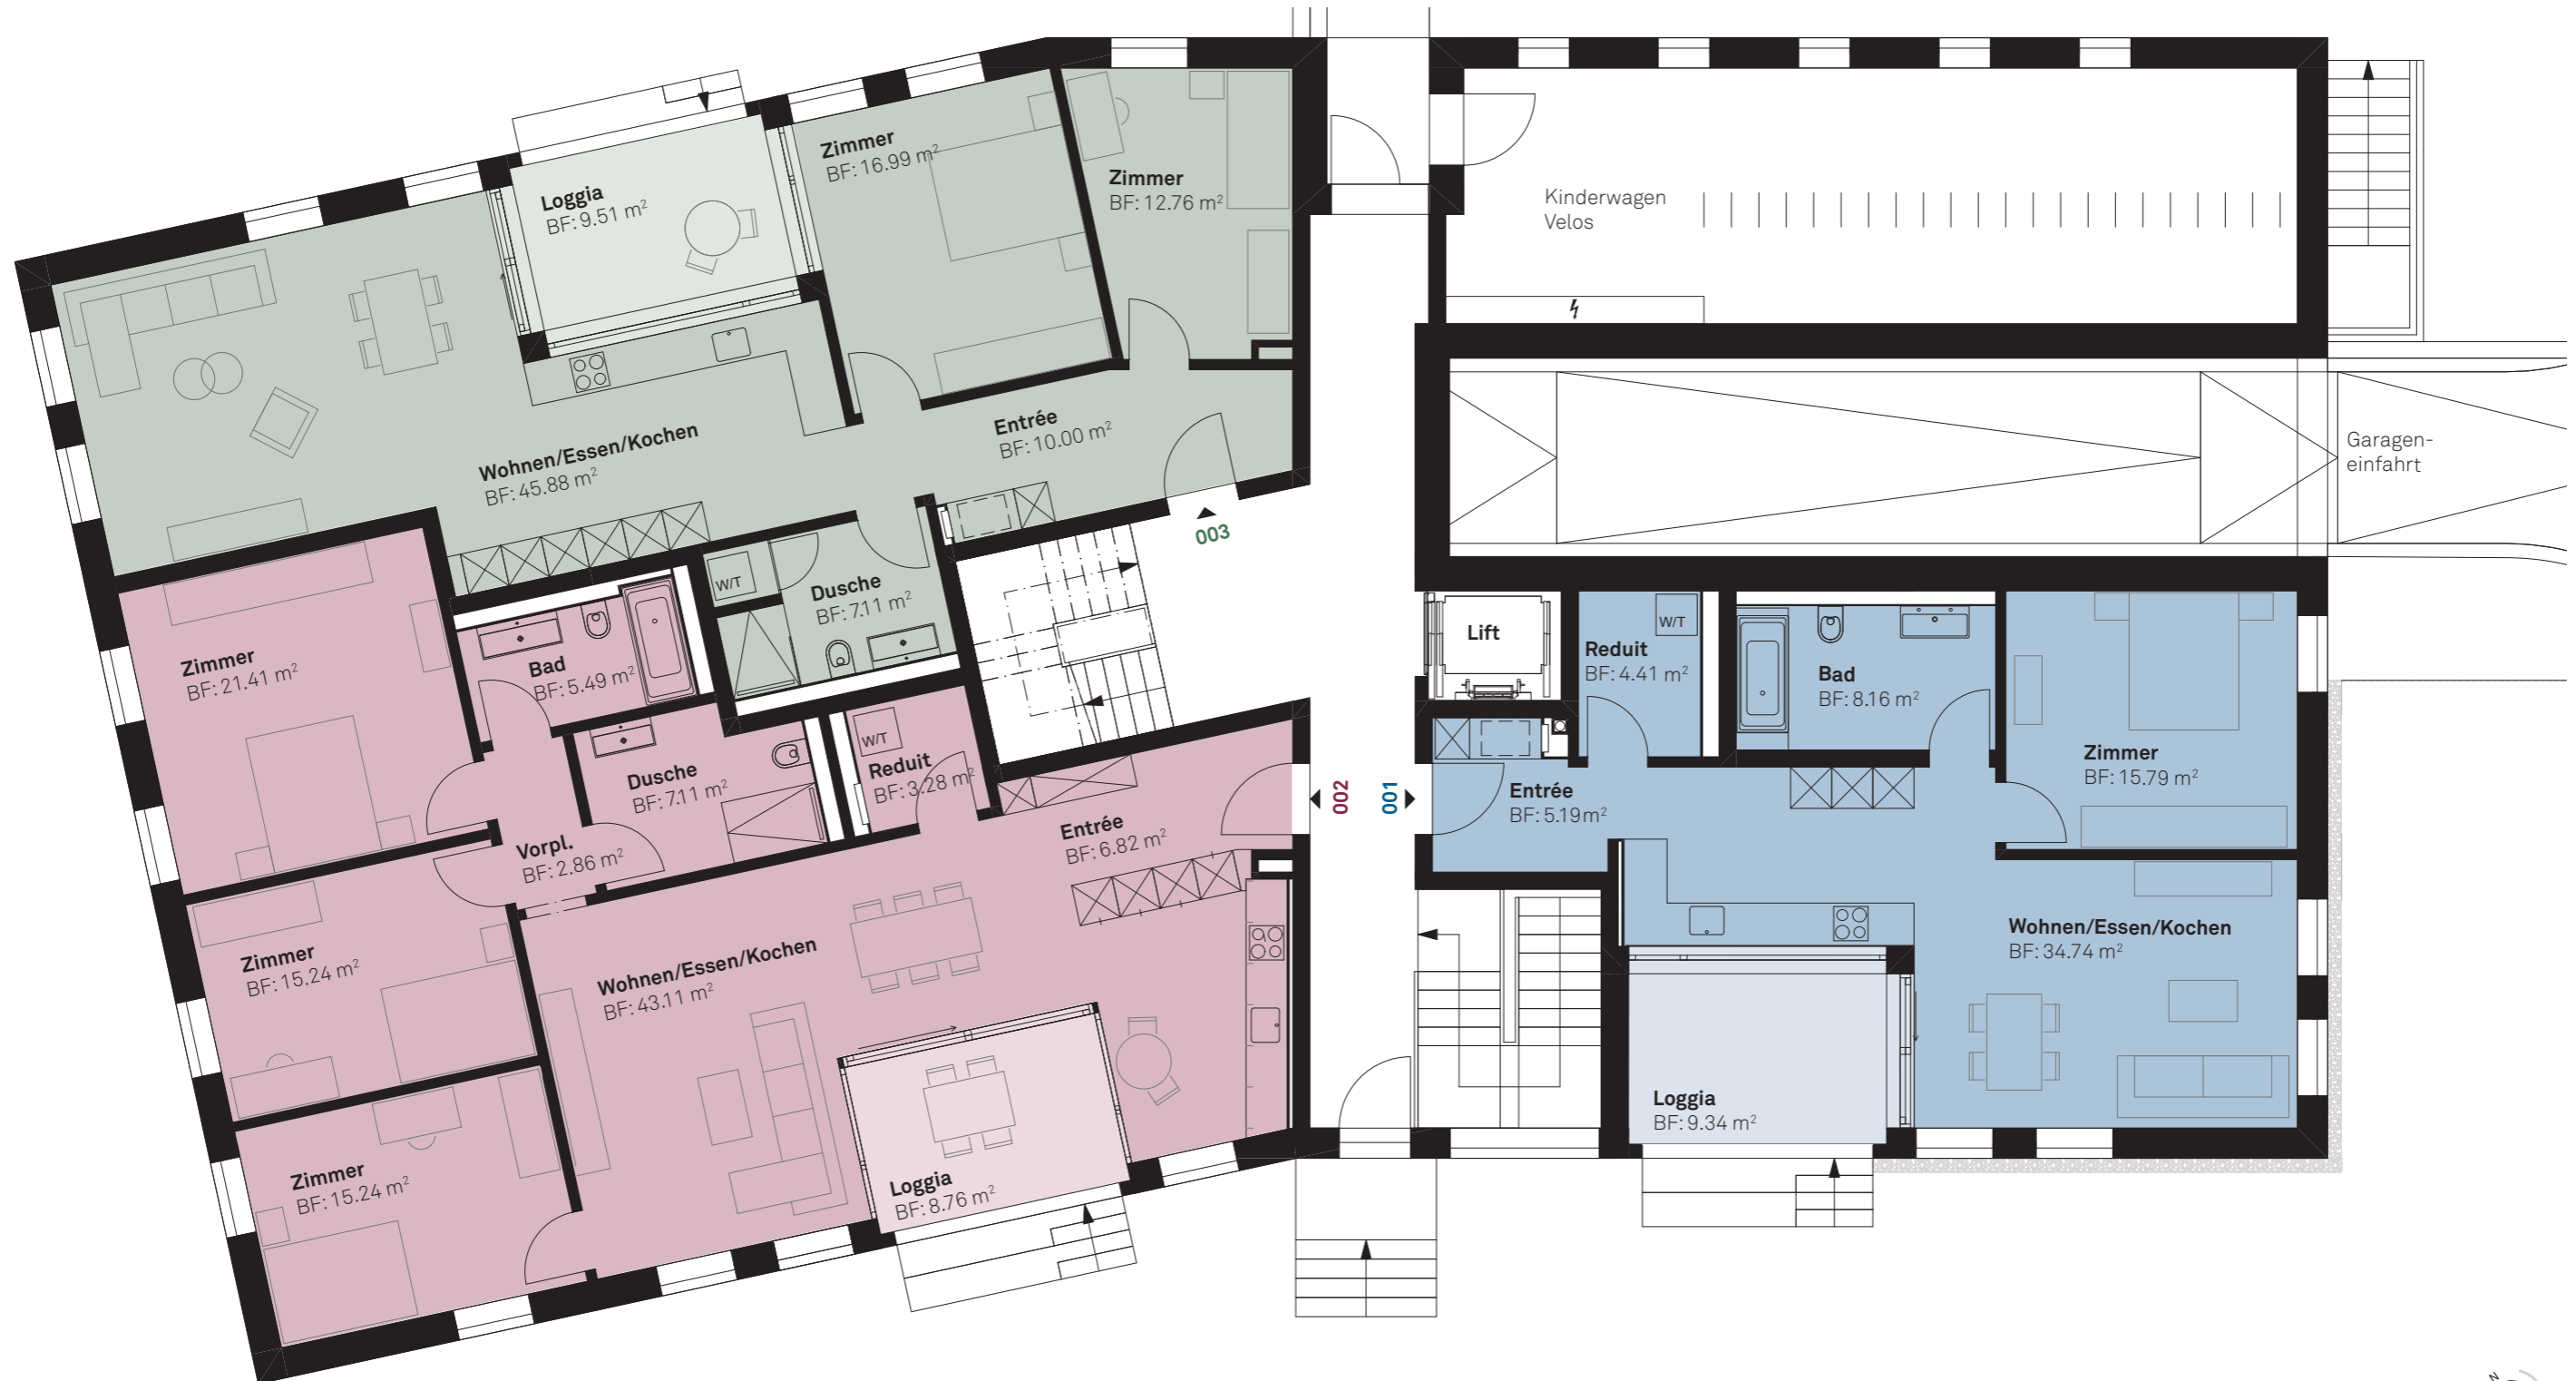 Loggia
BF: 9.51 m²
Zimmer
BF: 16.99 m²
Zimmer
BF: 12.76 m²
Kinderwagen
Velos
Wohnen/Essen/Kochen
BF: 45.88 m²
Entrée
BF: 10.00 m²
Garagen-
einfahrt
003
W/T
Dusche
BF: 7.11 m²
Zimmer
BF: 21.41 m²
Bad
BF: 5.49 m²
Lift
Reduit
BF: 4.41 m²
W/T
Bad
BF: 8.16 m²
Zimmer
BF: 15.79 m²
Dusche
BF: 7.11 m²
W/T
Reduit
BF: 3.28 m²
Vorpl.
BF: 2.86 m²
Entrée
BF: 6.82 m²
002
001
Entrée
BF: 5.19 m²
Zimmer
BF: 15.24 m²
Wohnen/Essen/Kochen
BF: 43.11 m²
Wohnen/Essen/Kochen
BF: 34.74 m²
Zimmer
BF: 15.24 m²
Loggia
BF: 8.76 m²
Loggia
BF: 9.34 m²
N